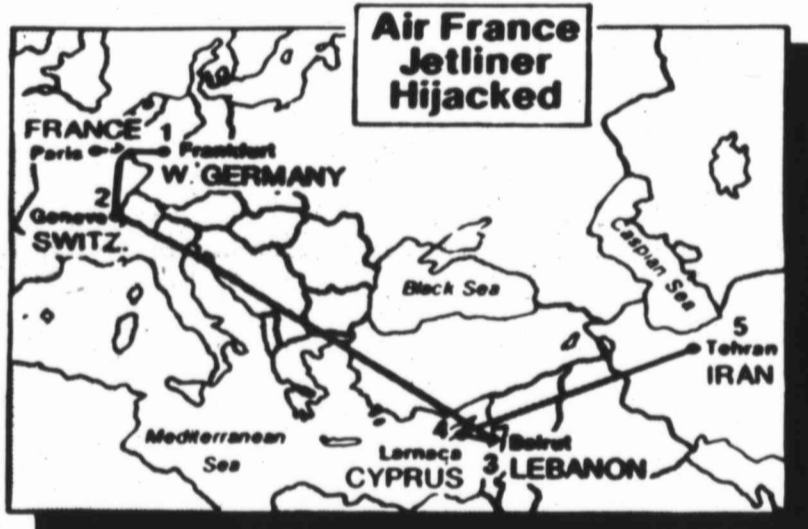 Air France
Jetliner
Hijacked
FRANCE
1
Paris
Frankfurt
W. GERMANY
2
Geneva
SWITZ.
Black Sea
Caspian Sea
5
Tehran
IRAN
Mediterranean
Sea
4
Larnaca
CYPRUS
3
Beirut
LEBANON